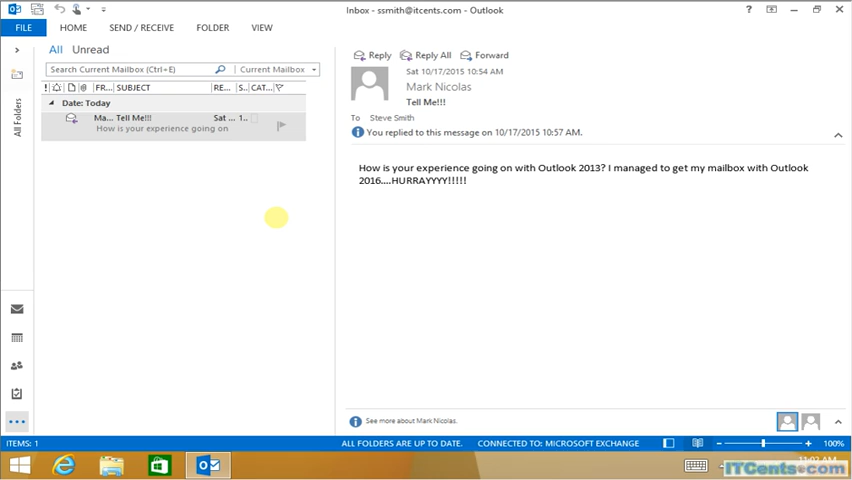 Inbox - ssmith@itcents.com - Outlook
FILE HOME SEND / RECEIVE FOLDER VIEW
All Unread
Search Current Mailbox (Ctrl+E) Current Mailbox
! FR... SUBJECT RE... S... CAT...
Date: Today
Ma... Tell Me!!! Sat ... 1..
How is your experience going on
All Folders
Reply Reply All Forward
Sat 10/17/2015 10:54 AM
Mark Nicolas
Tell Me!!!
To Steve Smith
You replied to this message on 10/17/2015 10:57 AM.
How is your experience going on with Outlook 2013? I managed to get my mailbox with Outlook
2016....HURRAYYYY!!!!!
See more about Mark Nicolas.
ITEMS: 1 ALL FOLDERS ARE UP TO DATE. CONNECTED TO: MICROSOFT EXCHANGE 100%
ITCents.com